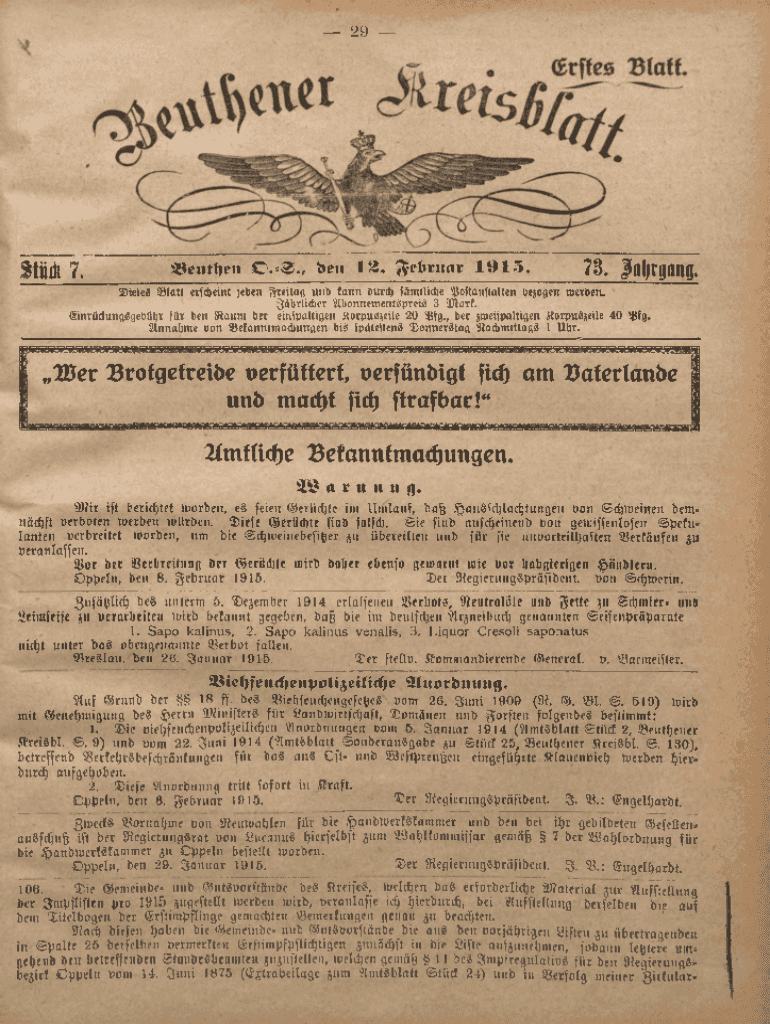 — 29 —
Erstes Blatt.
Beuthener Kreisblatt.
Stück 7.
Beuthen O.-S., den 12. Februar 1915.
73. Jahrgang.
Dieses Blatt erscheint jeden Freitag und kann durch sämtliche Postanstalten bezogen werden.
Jährlicher Abonnementspreis 3 Mark.
Einrückungsgebühr für den Raum der einspaltigen Korpuszeile 20 Pfg., der zweispaltigen Korpuszeile 40 Pfg.
Annahme von Bekanntmachungen bis spätestens Donnerstag Nachmittags 1 Uhr.
„Wer Brotgetreide verfüttert, versündigt sich am Vaterlande
und macht sich strafbar!“
Amtliche Bekanntmachungen.
Warnung.
Mir ist berichtet worden, es seien Gerüchte im Umlauf, daß Hausschlachtungen von Schweinen dem-
nächst verboten werden würden. Diese Gerüchte sind falsch. Sie sind anscheinend von gewissenlosen Speku-
lanten verbreitet worden, um die Schweinebesitzer zu übereilten und für sie unvorteilhaften Verkäufen zu
veranlassen.
Vor der Verbreitung der Gerüchte wird daher ebenso gewarnt wie vor habgierigen Händlern.
Oppeln, den 8. Februar 1915. Der Regierungspräsident. von Schwerin.
Zusätzlich des unterm 5. Dezember 1914 erlassenen Verbots, Neutralöle und Fette zu Schmier- und
Leimseife zu verarbeiten wird bekannt gegeben, daß die im deutschen Arzneibuch genannten Seifenpräparate
1. Sapo kalinus, 2. Sapo kalinus venalis, 3. Liquor Cresoli saponatus
nicht unter das obengenannte Verbot fallen.
Breslau, den 26. Januar 1915. Der stellv. Kommandierende General. v. Bacmeister.
Viehseuchenpolizeiliche Anordnung.
Auf Grund der §§ 18 ff. des Viehseuchengesetzes vom 26. Juni 1909 (R. G. Bl. S. 519) wird
mit Genehmigung des Herrn Ministers für Landwirtschaft, Domänen und Forsten folgendes bestimmt:
1. Die viehseuchenpolizeilichen Anordnungen vom 5. Januar 1914 (Amtsblatt Stück 2, Beuthener
Kreisbl. S. 9) und vom 22. Juni 1914 (Amtsblatt Sonderausgabe zu Stück 25, Beuthener Kreisbl. S. 130),
betreffend Verkehrsbeschränkungen für das aus Ost- und Westpreußen eingeführte Klauenvieh werden hier-
durch aufgehoben.
2. Diese Anordnung tritt sofort in Kraft.
Oppeln, den 6. Februar 1915. Der Regierungspräsident. J. V.: Engelhardt.
Zwecks Vornahme von Neuwahlen für die Handwerkskammer und den bei ihr gebildeten Gesellen-
ausschuß ist der Regierungsrat von Lucanus hierselbst zum Wahlkommissar gemäß § 7 der Wahlordnung für
die Handwerkskammer zu Oppeln bestellt worden.
Oppeln, den 29. Januar 1915. Der Regierungspräsident. J. V.: Engelhardt.
106. Die Gemeinde- und Gutsvorstände des Kreises, welchen das erforderliche Material zur Aufstellung
der Impflisten pro 1915 zugestellt werden wird, veranlasse ich hierdurch, bei Aufstellung derselben die auf
dem Titelbogen der Erstimpflinge gemachten Bemerkungen genau zu beachten.
Nach diesen haben die Gemeinde- und Gutsvorstände die aus den vorjährigen Listen zu übertragenden
in Spalte 25 derselben vermerkten Erstimpfpflichtigen zunächst in die Liste aufzunehmen, sodann letztere um-
gehend den betreffenden Standesbeamten zuzustellen, welchen gemäß § 11 des Impfregulativs für den Regierungs-
bezirk Oppeln vom 14. Juni 1875 (Extrabeilage zum Amtsblatt Stück 24) und in Verfolg meiner Zirkular-